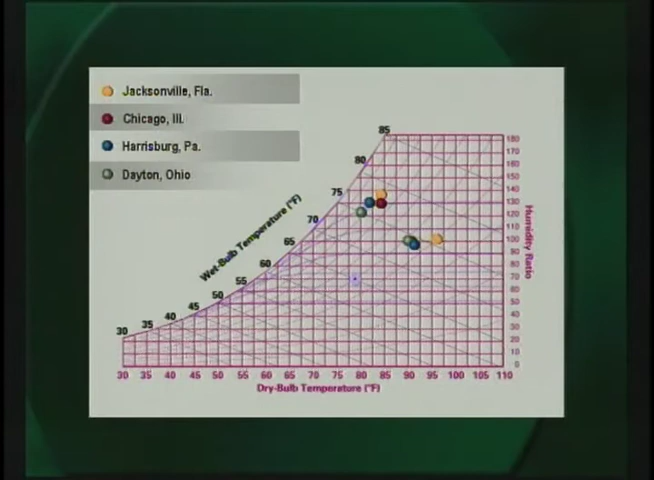 Jacksonville, Fla.
Chicago, Ill.
Harrisburg, Pa.
Dayton, Ohio
Wet-Bulb Temperature (°F)
30 35 40 45 50 55 60 65 70 75 80 85
Humidity Ratio
180
170
160
150
140
130
120
110
100
90
80
70
60
50
40
30
20
10
0
30 35 40 45 50 55 60 65 70 75 80 85 90 95 100 105 110
Dry-Bulb Temperature (°F)